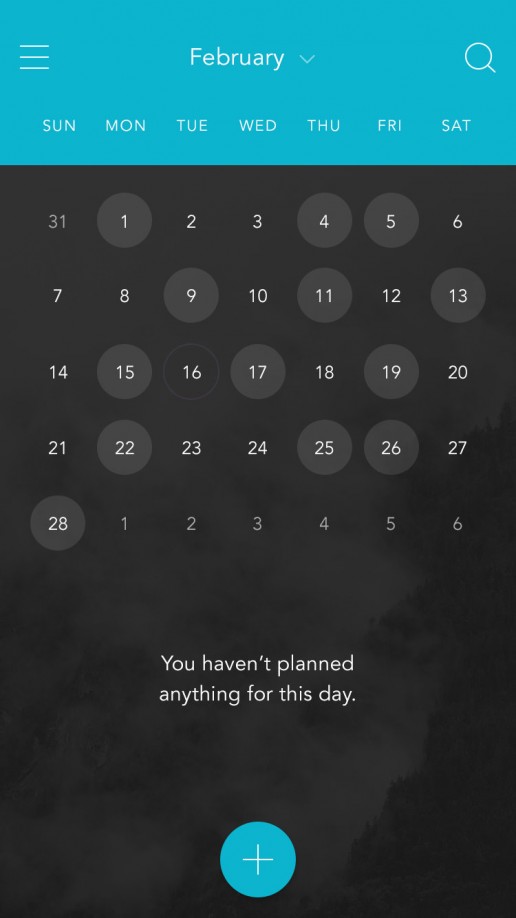 February
SUN MON TUE WED THU FRI SAT
31 1 2 3 4 5 6
7 8 9 10 11 12 13
14 15 16 17 18 19 20
21 22 23 24 25 26 27
28 1 2 3 4 5 6
You haven’t planned
anything for this day.